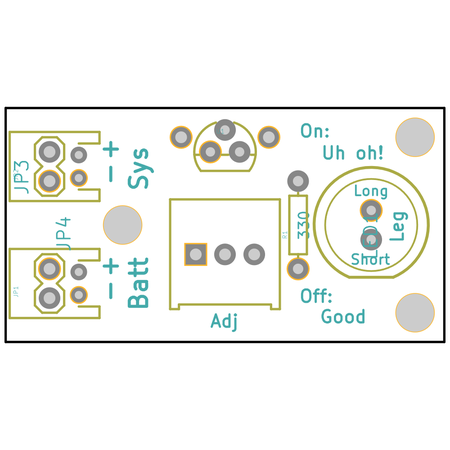 On:
Uh oh!
JP3
+
−
Sys
Long
330
R1
Leg
JP4
Short
+
−
Batt
JP1
Off:
Good
Adj